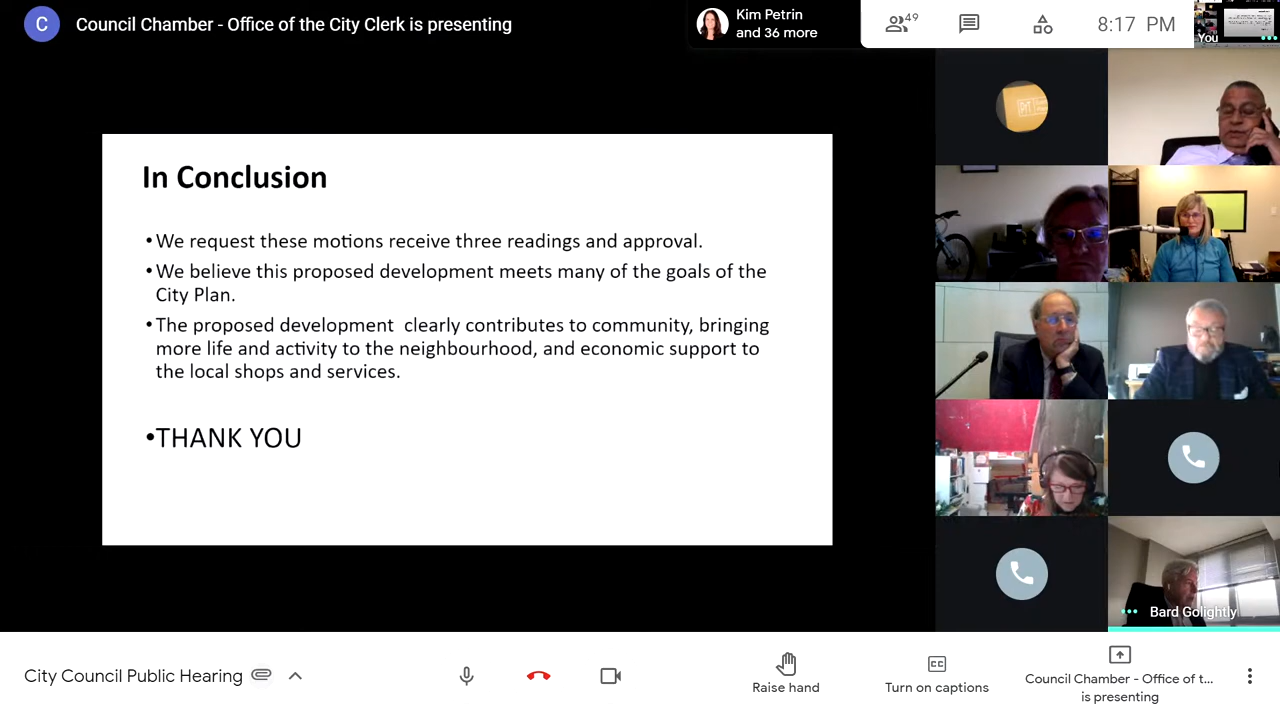 C Council Chamber - Office of the City Clerk is presenting
Kim Petrin
and 36 more
49
8:17 PM
You
In Conclusion
•We request these motions receive three readings and approval.
•We believe this proposed development meets many of the goals of the
City Plan.
•The proposed development clearly contributes to community, bringing
more life and activity to the neighbourhood, and economic support to
the local shops and services.
•THANK YOU
Bard Golightly
City Council Public Hearing
Raise hand
Turn on captions
Council Chamber - Office of t...
is presenting